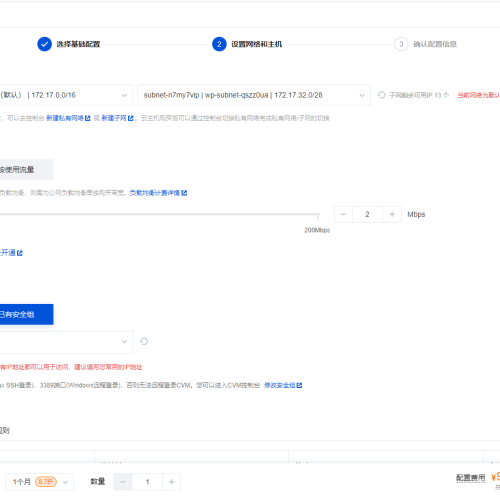 选择基础配置 2 设置网络和主机 3 确认配置信息
(默认) | 172.17.0.0/16 subnet-n7my7vip | wp-subnet-qszz0ua | 172.17.32.0/28 子网剩余可用IP 13 个 当前网络为默认
可以去控制台 新建私有网络 或 新建子网 。云主机购买后可以通过控制台切换私有网络完成私有网络/子网的切换
按使用流量
负载均衡，则需为公网负载均衡单独购买带宽。负载均衡计费详情
2 Mbps
200Mbps
开通
已有安全组
有IP地址都可以用于访问，建议填写您常用的IP地址
SSH登录)、3389端口(Windows远程登录)，否则无法远程登录CVM。您可以进入CVM控制台 修改安全组
规则
1个月 8.7折 数量 − 1 + 配置费用